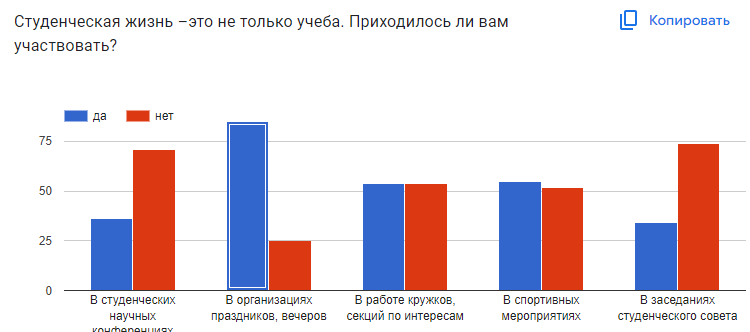 Студенческая жизнь –это не только учеба. Приходилось ли вам
участвовать?
Копировать
да нет
75
50
25
0
В студенческих
научных
конференциях
В организациях
праздников, вечеров
В работе кружков,
секций по интересам
В спортивных
мероприятиях
В заседаниях
студенческого совета